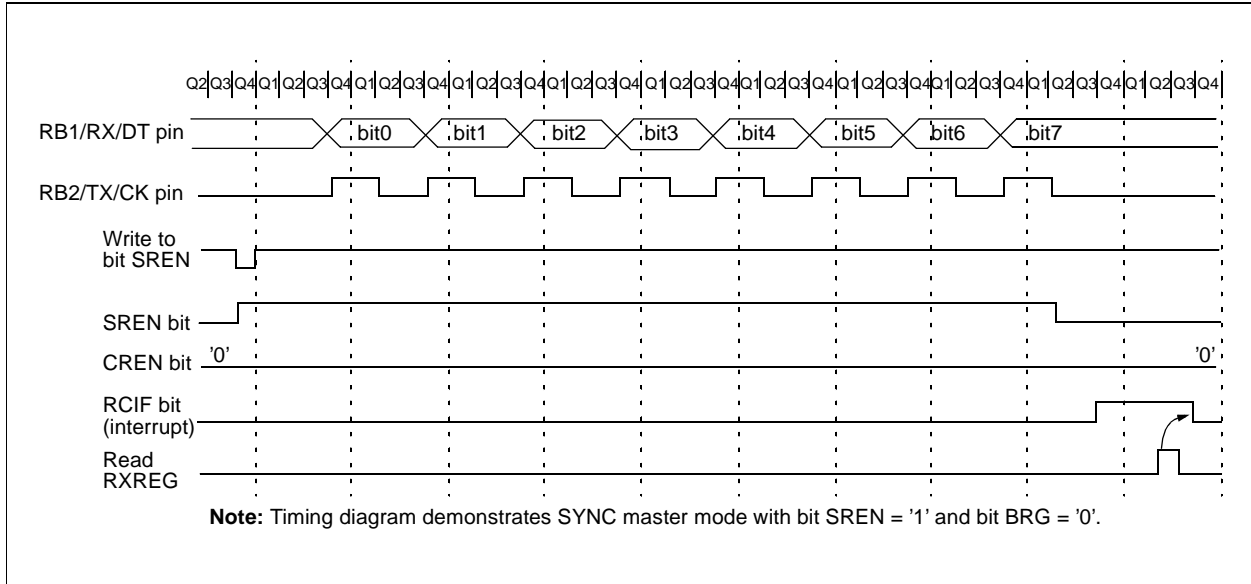 Q2 Q3 Q4 Q1 Q2 Q3 Q4 Q1 Q2 Q3 Q4 Q1 Q2 Q3 Q4 Q1 Q2 Q3 Q4 Q1 Q2 Q3 Q4 Q1 Q2 Q3 Q4 Q1 Q2 Q3 Q4 Q1 Q2 Q3 Q4 Q1 Q2 Q3 Q4 Q1 Q2 Q3 Q4
RB1/RX/DT pin bit0 bit1 bit2 bit3 bit4 bit5 bit6 bit7
RB2/TX/CK pin
Write to
bit SREN
SREN bit
CREN bit '0' '0'
RCIF bit
(interrupt)
Read
RXREG
Note: Timing diagram demonstrates SYNC master mode with bit SREN = '1' and bit BRG = '0'.